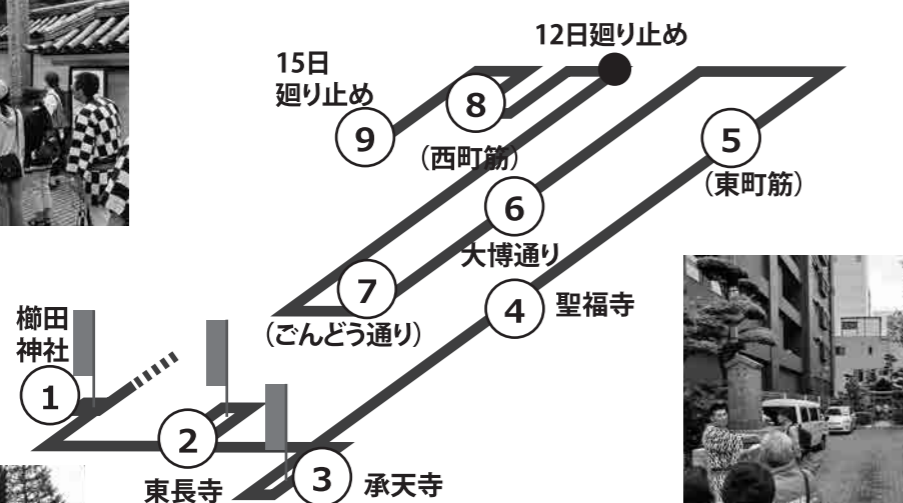 12日廻り止め
15日
廻り止め
8
9
5
(西町筋)
(東町筋)
6
大博通り
7
4
聖福寺
(ごんどう通り)
櫛田
神社
1
2
東長寺
3
承天寺